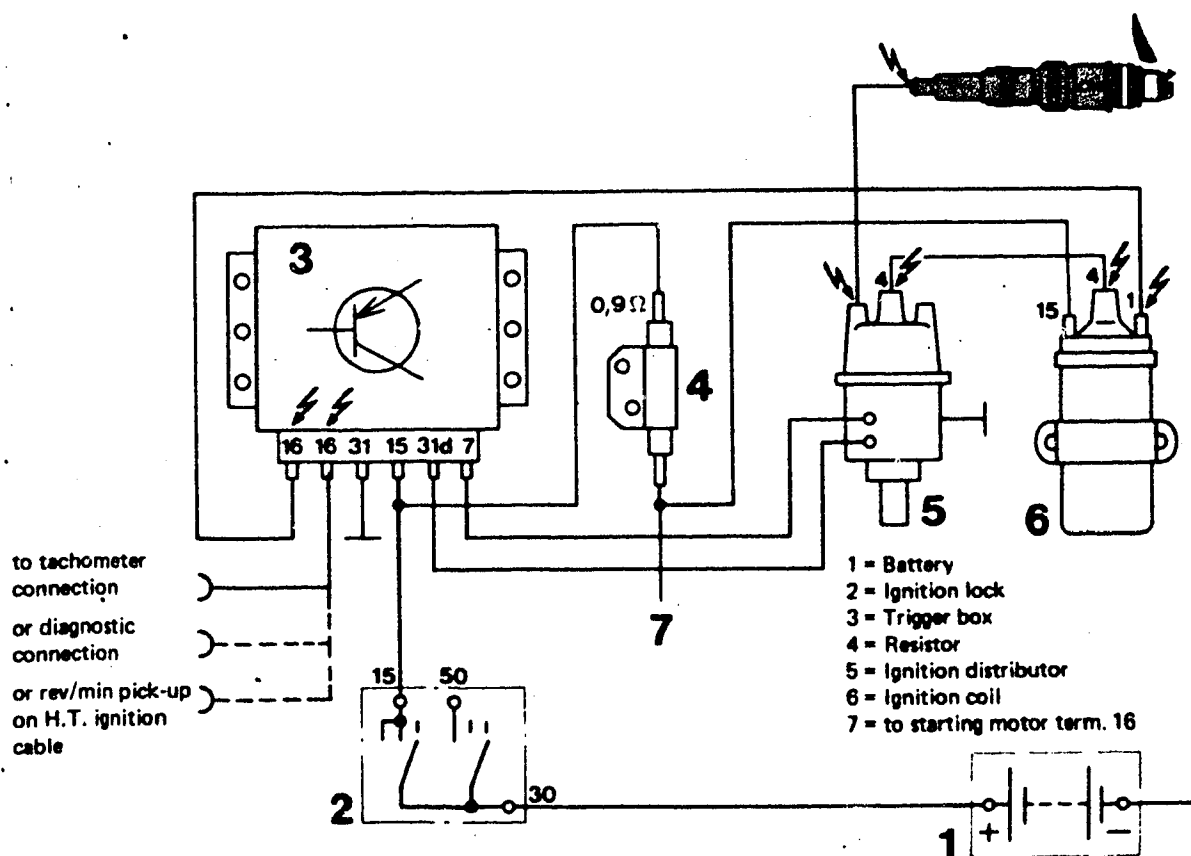 3
0,9 Ω
4
4
4
15
1
16 16 31 15 31d 7
5
6
to tachometer
connection
or diagnostic
connection
or rev/min pick-up
on H.T. ignition
cable
7
1 = Battery
2 = Ignition lock
3 = Trigger box
4 = Resistor
5 = Ignition distributor
6 = Ignition coil
7 = to starting motor term. 16
15 50
2
30
1
+ −